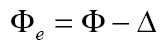 Φₑ = Φ − Δ